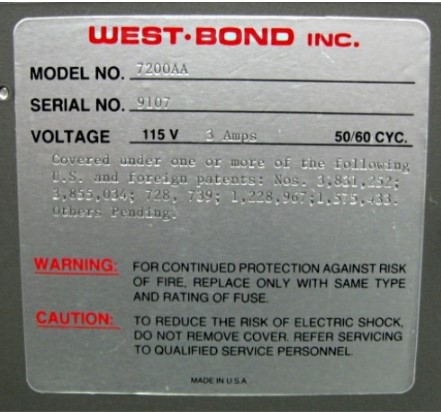 WEST·BOND INC.
MODEL NO. 7200AA
SERIAL NO. 9107
VOLTAGE 115 V 3 Amps 50/60 CYC.
Covered under one or more of the following
U.S. and foreign patents: Nos. 3,831,252;
3,855,034; 728, 739; 1,228,967;1,575,433.
Others Pending.
WARNING: FOR CONTINUED PROTECTION AGAINST RISK
OF FIRE, REPLACE ONLY WITH SAME TYPE
AND RATING OF FUSE.
CAUTION: TO REDUCE THE RISK OF ELECTRIC SHOCK,
DO NOT REMOVE COVER. REFER SERVICING
TO QUALIFIED SERVICE PERSONNEL.
MADE IN U.S.A.